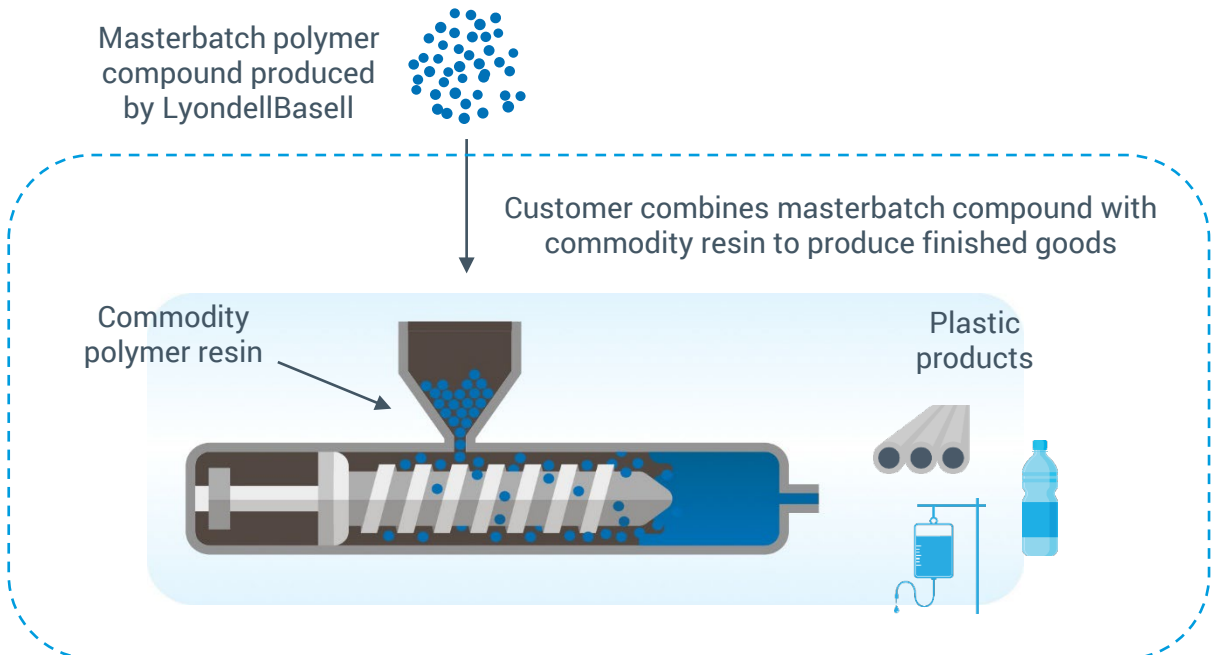 Masterbatch polymer
compound produced
by LyondellBasell
Customer combines masterbatch compound with
commodity resin to produce finished goods
Commodity
polymer resin
Plastic
products